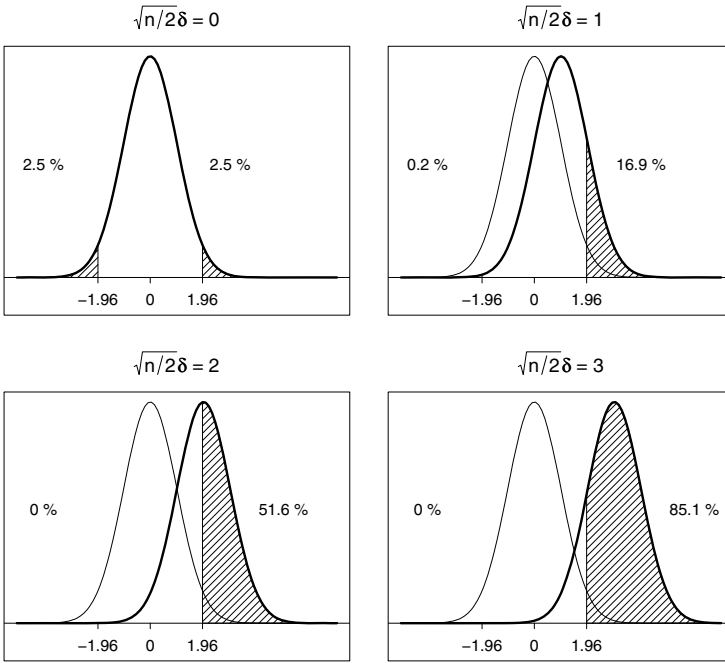 √n/2δ = 0
2.5 %
2.5 %
−1.96 0 1.96
√n/2δ = 1
0.2 %
16.9 %
−1.96 0 1.96
√n/2δ = 2
0 %
51.6 %
−1.96 0 1.96
√n/2δ = 3
0 %
85.1 %
−1.96 0 1.96